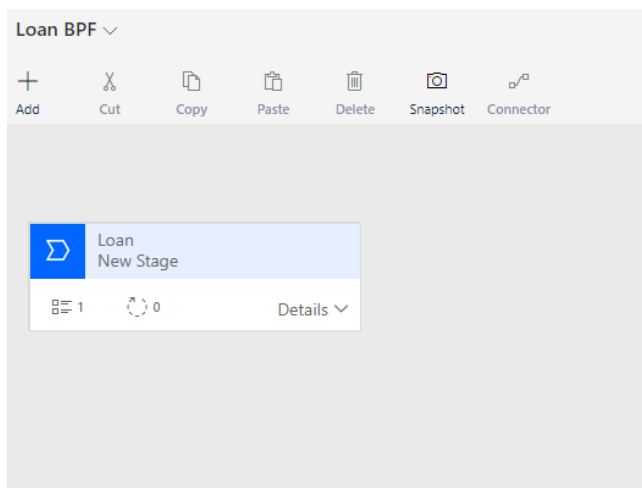 Loan BPF
Add Cut Copy Paste Delete Snapshot Connector
Loan
New Stage
1 0 Details